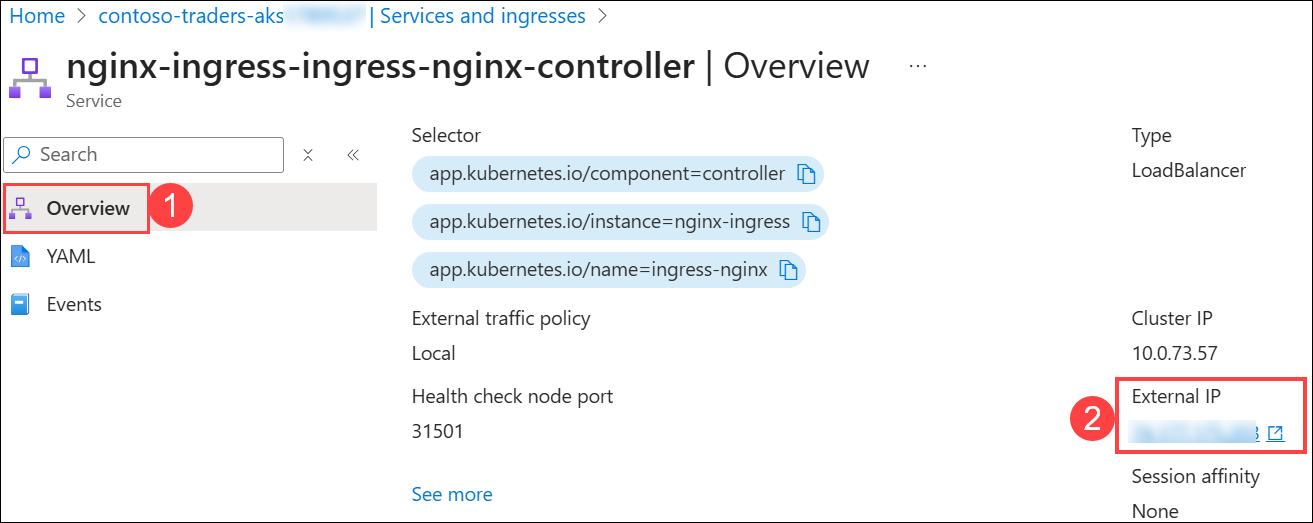 Home > contoso-traders-aks | Services and ingresses >
nginx-ingress-ingress-nginx-controller | Overview ...
Service
Search
Overview
1
YAML
Events
Selector
app.kubernetes.io/component=controller
app.kubernetes.io/instance=nginx-ingress
app.kubernetes.io/name=ingress-nginx
External traffic policy
Local
Health check node port
31501
See more
Type
LoadBalancer
Cluster IP
10.0.73.57
External IP
2
Session affinity
None